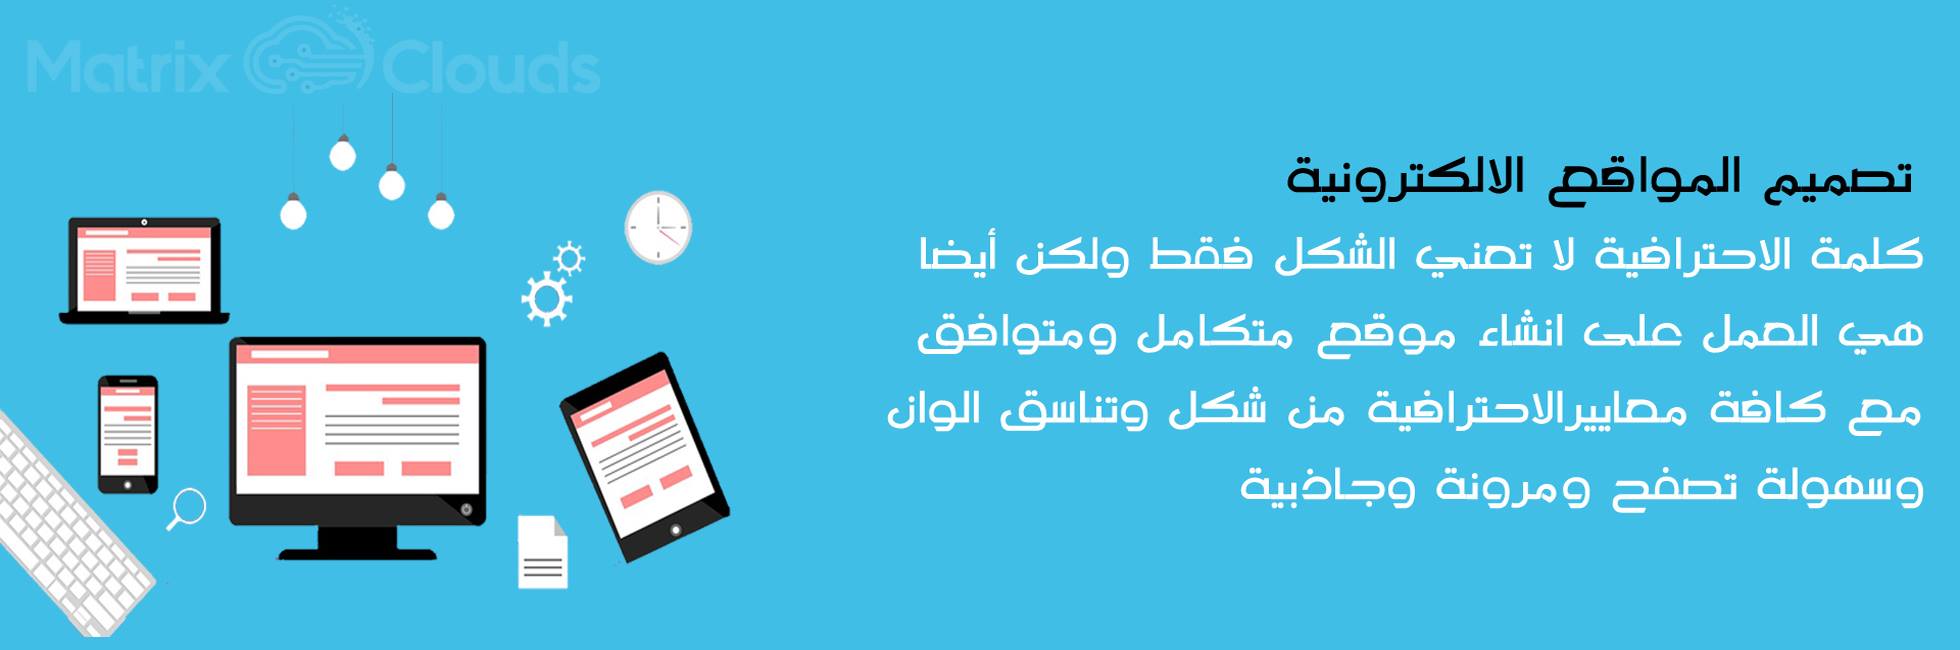 Matrix Clouds
تصميم المواقع الالكترونية
كلمة الاحترافية لا تعني الشكل فقط ولكن أيضا
هي العمل على انشاء موقع متكامل ومتوافق
مع كافة معاييرالاحترافية من شكل وتناسق الوان
وسهولة تصفح ومرونة وجاذبية